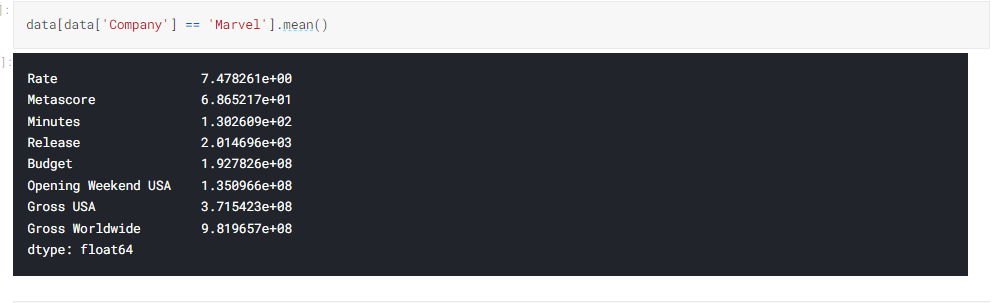 ]:
data[data['Company'] == 'Marvel'].mean()
]:
Rate 7.478261e+00
Metascore 6.865217e+01
Minutes 1.302609e+02
Release 2.014696e+03
Budget 1.927826e+08
Opening Weekend USA 1.350966e+08
Gross USA 3.715423e+08
Gross Worldwide 9.819657e+08
dtype: float64